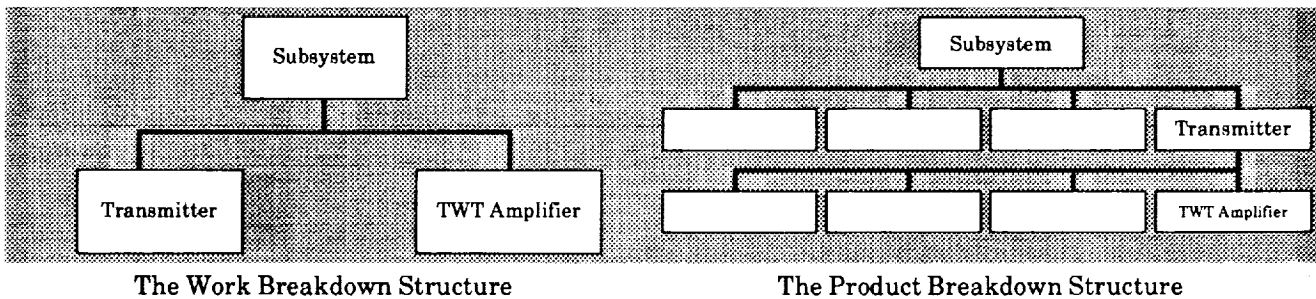 Subsystem
Transmitter
TWT Amplifier
The Work Breakdown Structure
Subsystem
Transmitter
TWT Amplifier
The Product Breakdown Structure